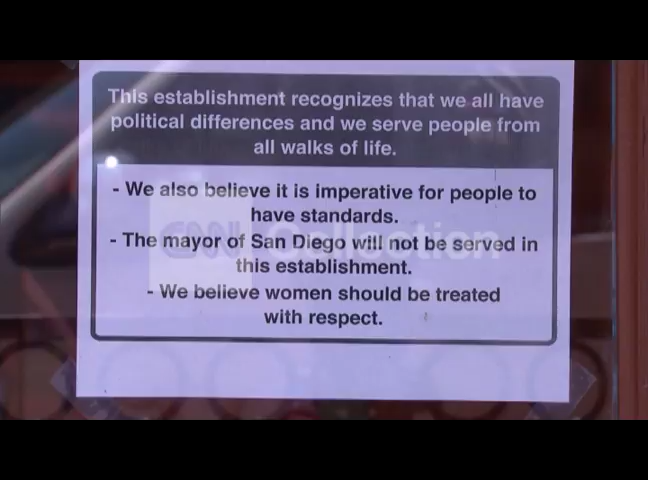 This establishment recognizes that we all have
political differences and we serve people from
all walks of life.
- We also believe it is imperative for people to
have standards.
- The mayor of San Diego will not be served in
this establishment.
- We believe women should be treated
with respect.
CNN Collection